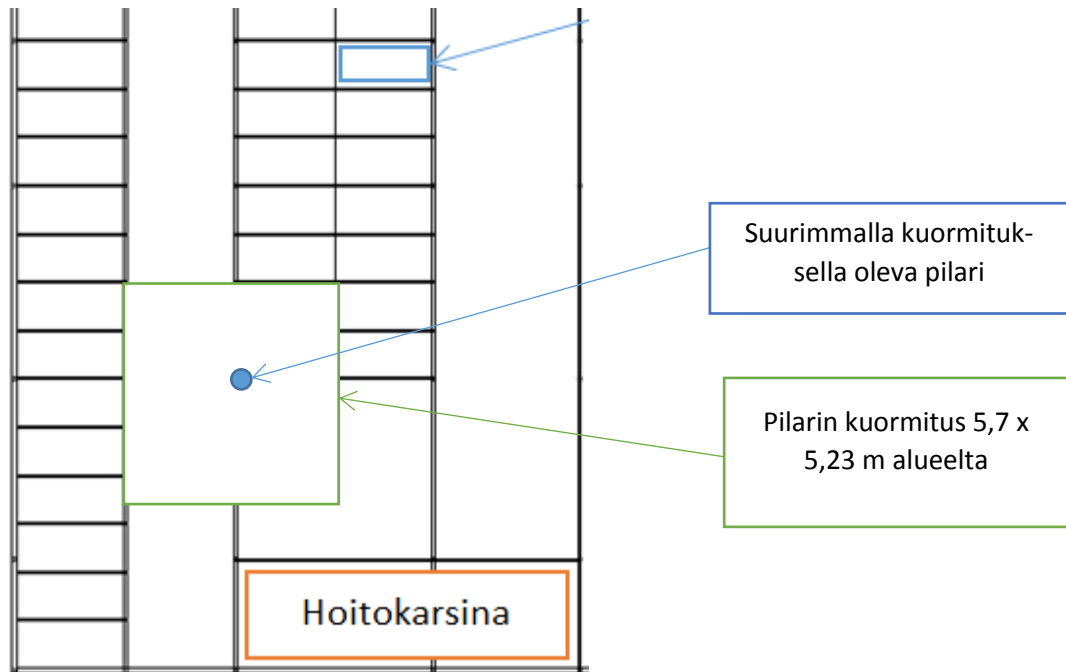 Suurimmalla kuormituk-
sella oleva pilari
Pilarin kuormitus 5,7 x
5,23 m alueelta
Hoitokarsina